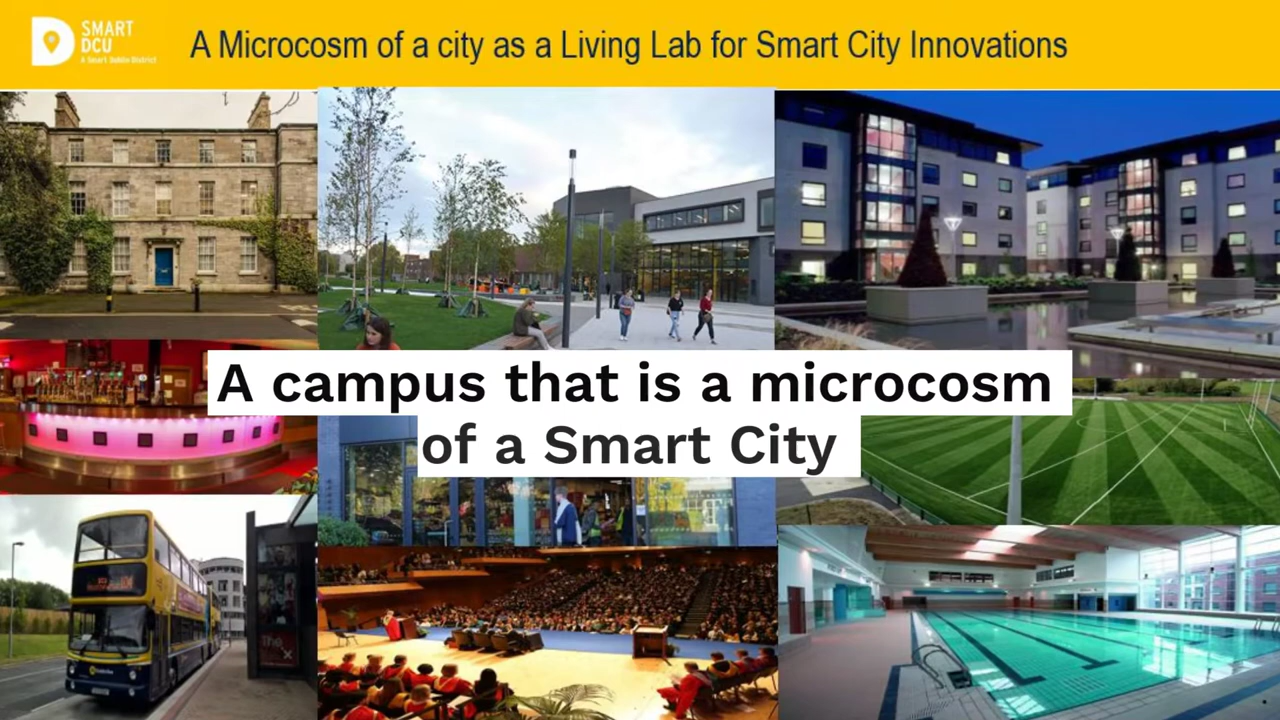 SMART
DCU
A Smart Dublin District
A Microcosm of a city as a Living Lab for Smart City Innovations
A campus that is a microcosm
of a Smart City
The